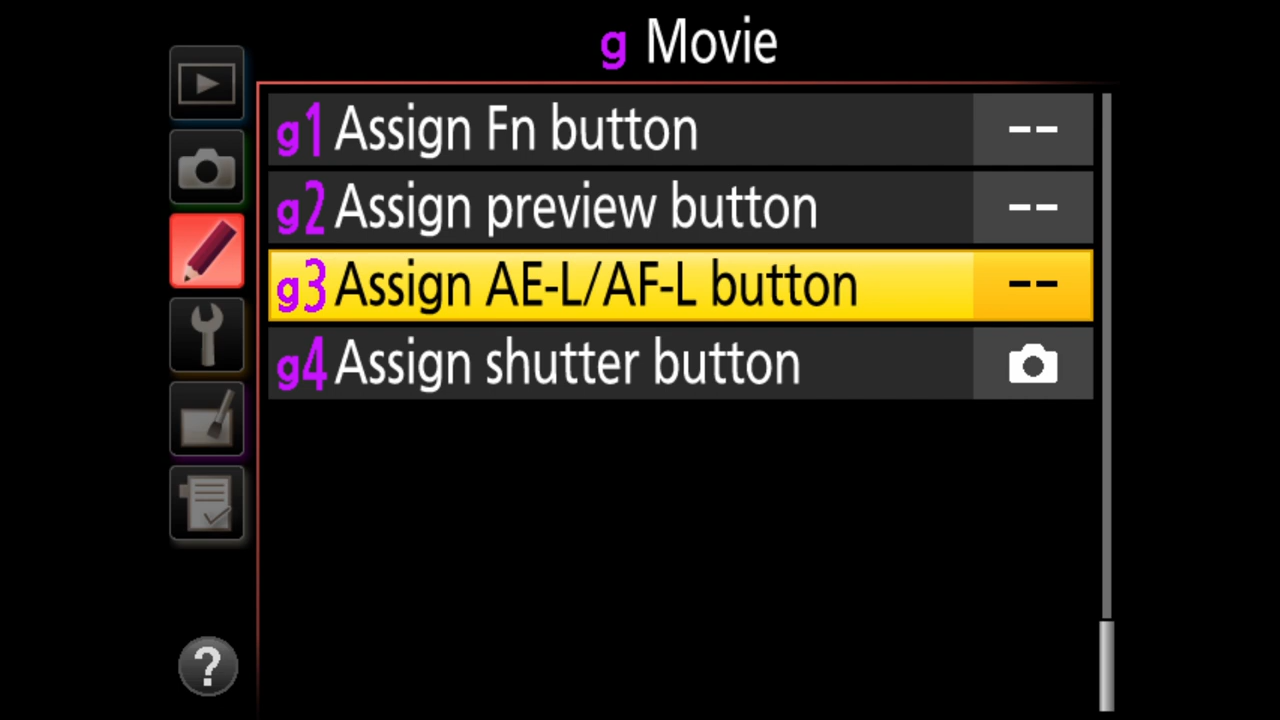 g Movie
g1 Assign Fn button --
g2 Assign preview button --
g3 Assign AE-L/AF-L button --
g4 Assign shutter button
?